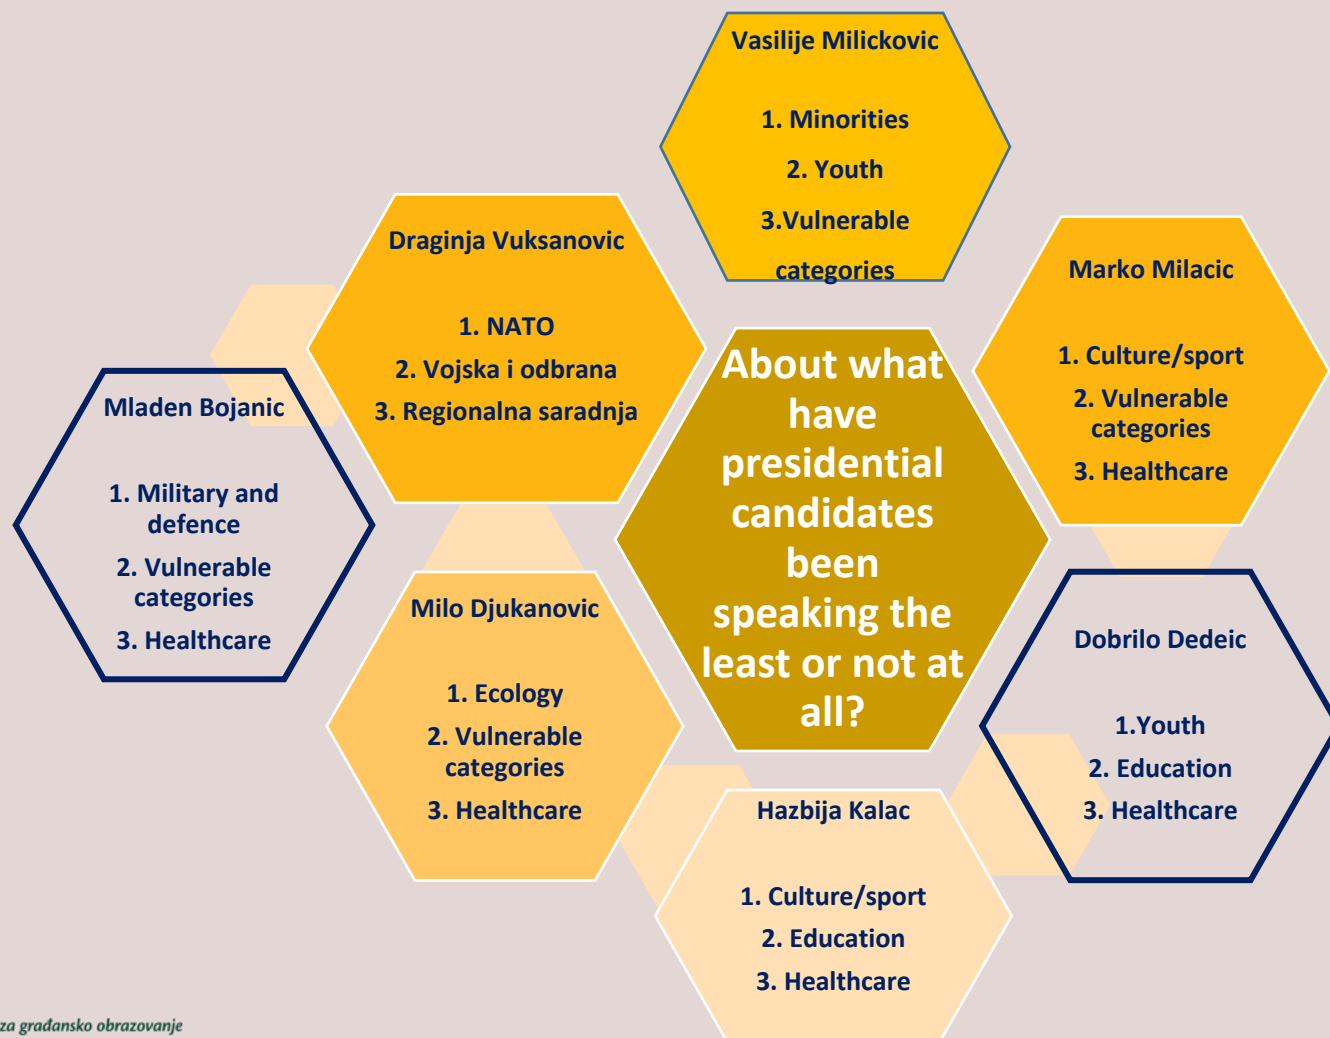 Vasilije Milickovic
1. Minorities
2. Youth
3.Vulnerable
categories
Draginja Vuksanovic
1. NATO
2. Vojska i odbrana
3. Regionalna saradnja
Marko Milacic
1. Culture/sport
2. Vulnerable
categories
3. Healthcare
Mladen Bojanic
1. Military and
defence
2. Vulnerable
categories
3. Healthcare
About what
have
presidential
candidates
been
speaking the
least or not at
all?
Milo Djukanovic
1. Ecology
2. Vulnerable
categories
3. Healthcare
Dobrilo Dedeic
1.Youth
2. Education
3. Healthcare
Hazbija Kalac
1. Culture/sport
2. Education
3. Healthcare
za građansko obrazovanje